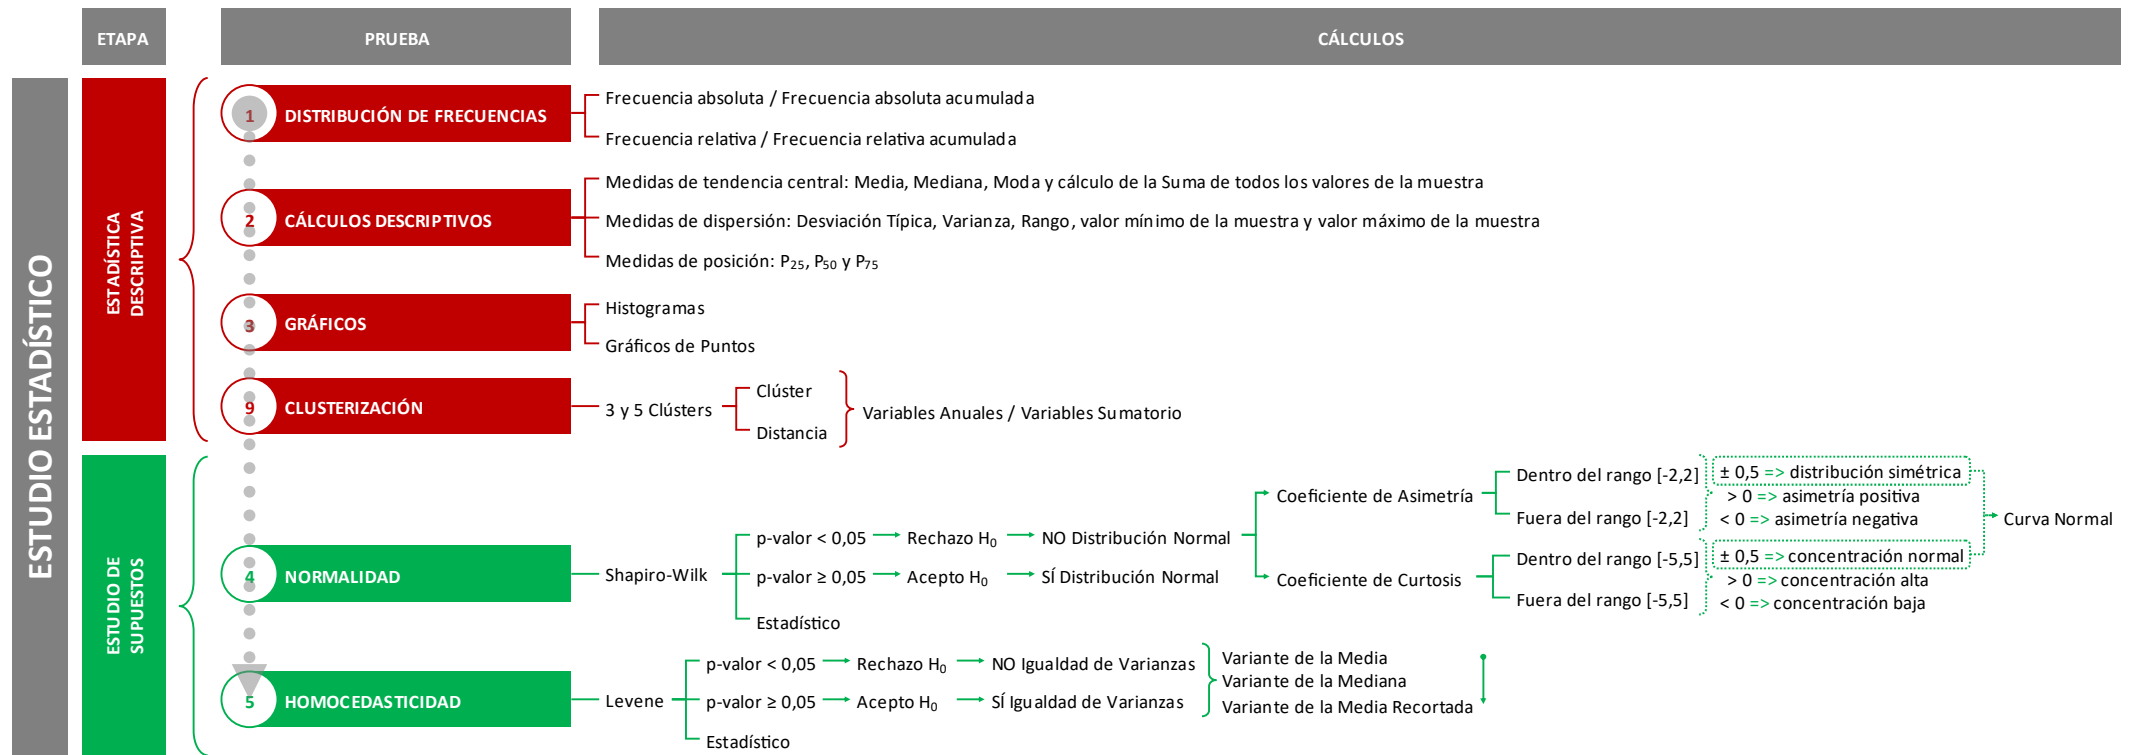 ETAPA
PRUEBA
CÁLCULOS
ESTUDIO ESTADÍSTICO
ESTADÍSTICA
DESCRIPTIVA
1
DISTRIBUCIÓN DE FRECUENCIAS
Frecuencia absoluta / Frecuencia absoluta acumulada
Frecuencia relativa / Frecuencia relativa acumulada
2
CÁLCULOS DESCRIPTIVOS
Medidas de tendencia central: Media, Mediana, Moda y cálculo de la Suma de todos los valores de la muestra
Medidas de dispersión: Desviación Típica, Varianza, Rango, valor mínimo de la muestra y valor máximo de la muestra
Medidas de posición: P₂₅, P₅₀ y P₇₅
3
GRÁFICOS
Histogramas
Gráficos de Puntos
9
CLUSTERIZACIÓN
3 y 5 Clústers
Clúster
Distancia
Variables Anuales / Variables Sumatorio
ESTUDIO DE
SUPUESTOS
4
NORMALIDAD
Shapiro-Wilk
p-valor < 0,05
Rechazo H₀
NO Distribución Normal
p-valor ≥ 0,05
Acepto H₀
SÍ Distribución Normal
Estadístico
Coeficiente de Asimetría
Dentro del rango [-2,2]
Fuera del rango [-2,2]
± 0,5 => distribución simétrica
> 0 => asimetría positiva
< 0 => asimetría negativa
Coeficiente de Curtosis
Dentro del rango [-5,5]
Fuera del rango [-5,5]
± 0,5 => concentración normal
> 0 => concentración alta
< 0 => concentración baja
Curva Normal
5
HOMOCEDASTICIDAD
Levene
p-valor < 0,05
Rechazo H₀
NO Igualdad de Varianzas
p-valor ≥ 0,05
Acepto H₀
SÍ Igualdad de Varianzas
Estadístico
Variante de la Media
Variante de la Mediana
Variante de la Media Recortada